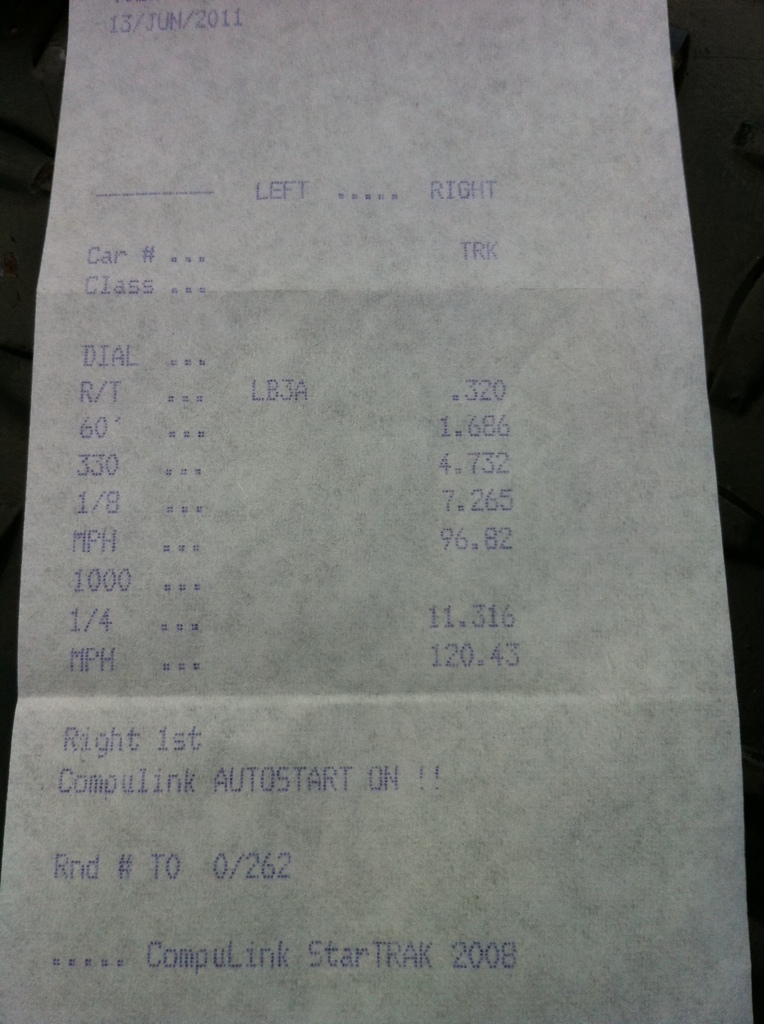 13/JUN/2011
--------- LEFT ..... RIGHT
Car # ... TRK
Class ...
DIAL ...
R/T ... LB3A .320
60' ... 1.686
330 ... 4.732
1/8 ... 7.265
MPH ... 96.82
1000 ...
1/4 ... 11.316
MPH ... 120.43
Right 1st
Compulink AUTOSTART ON !!
Rnd # TO 0/262
..... CompuLink StarTRAK 2008